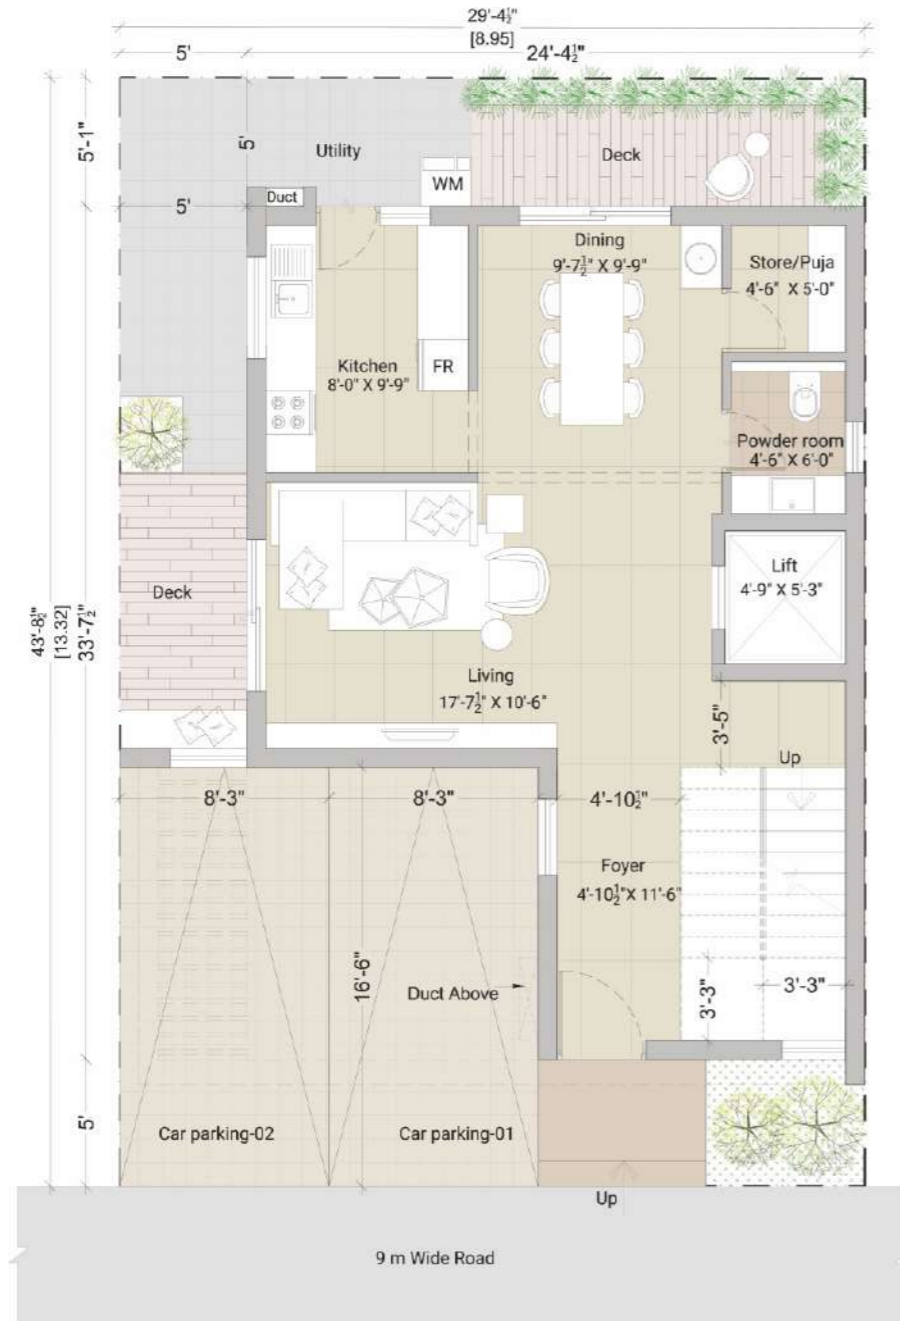 29'-4½"
[8.95]
5'
24'-4½"
5'-1"
5'
Utility
Deck
WM
5'
Duct
Dining
9'-7½" X 9'-9"
Store/Puja
4'-6" X 5'-0"
Kitchen
8'-0" X 9'-9"
FR
Powder room
4'-6" X 6'-0"
Lift
4'-9" X 5'-3"
Deck
43'-8½"
[13.32]
33'-7½"
Living
17'-7½" X 10'-6"
3'-5"
Up
8'-3"
8'-3"
4'-10½"
Foyer
4'-10½"X 11'-6"
16'-6"
Duct Above
3'-3"
3'-3"
5'
Car parking-02
Car parking-01
Up
9 m Wide Road